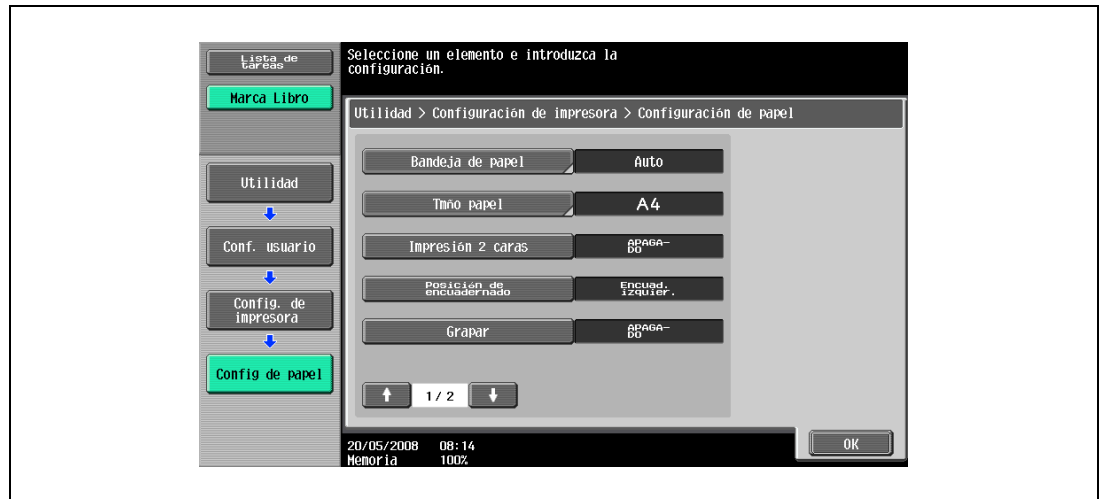 Lista de
tareas
Marca Libro
Utilidad
Conf. usuario
Config. de
impresora
Config de papel
Seleccione un elemento e introduzca la
configuración.
Utilidad > Configuración de impresora > Configuración de papel
Bandeja de papel
Auto
Tmño papel
A4
Impresión 2 caras
APAGA-
DO
Posición de
encuadernado
Encuad.
izquier.
Grapar
APAGA-
DO
1/2
20/05/2008 08:14
Memoria 100%
OK